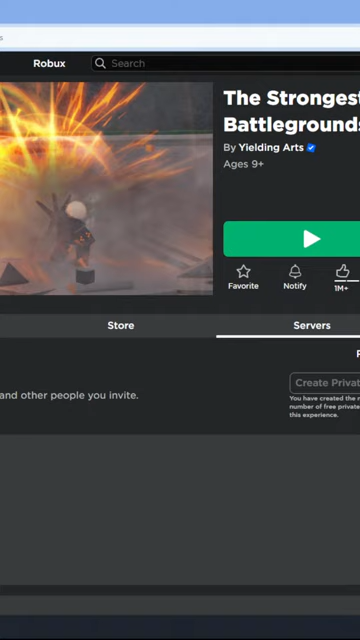 s
Robux
Search
The Stronges
Battlegrounds
By Yielding Arts
Ages 9+
Favorite
Notify
1M+
Store
Servers
P
and other people you invite.
Create Privat
You have created the
number of free private
this experience.